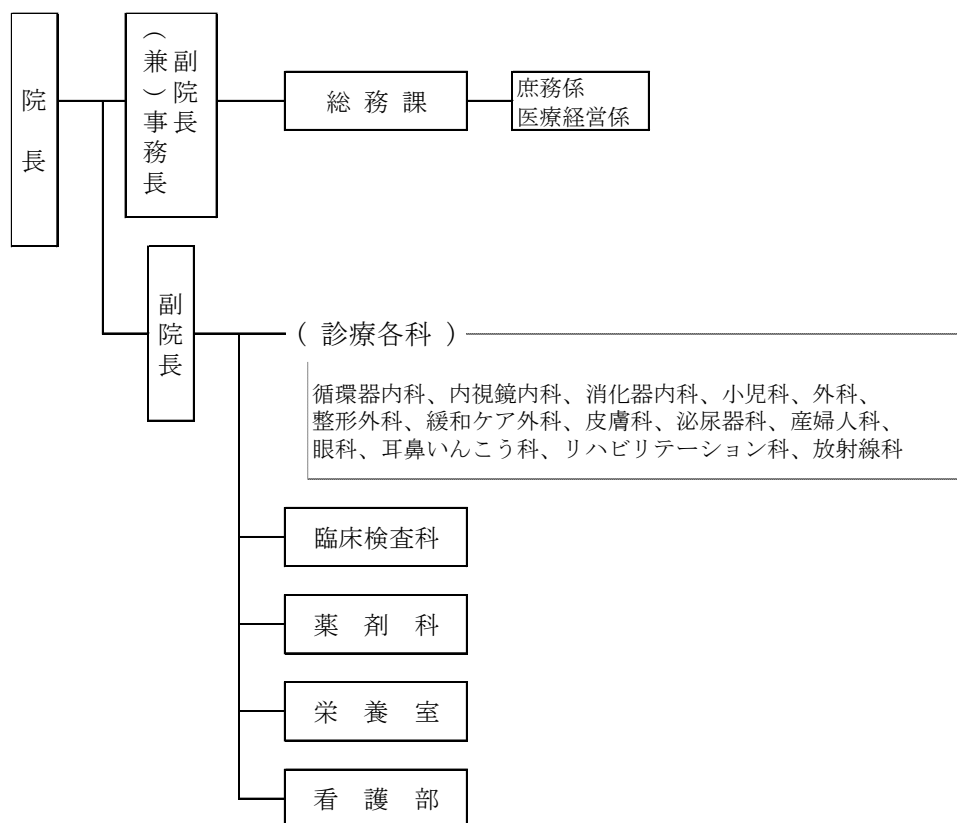 院長
副院長
（兼）事務長
総務課
庶務係
医療経営係
副院長
（診療各科）
循環器内科、内視鏡内科、消化器内科、小児科、外科、
整形外科、緩和ケア外科、皮膚科、泌尿器科、産婦人科、
眼科、耳鼻いんこう科、リハビリテーション科、放射線科
臨床検査科
薬剤科
栄養室
看護部